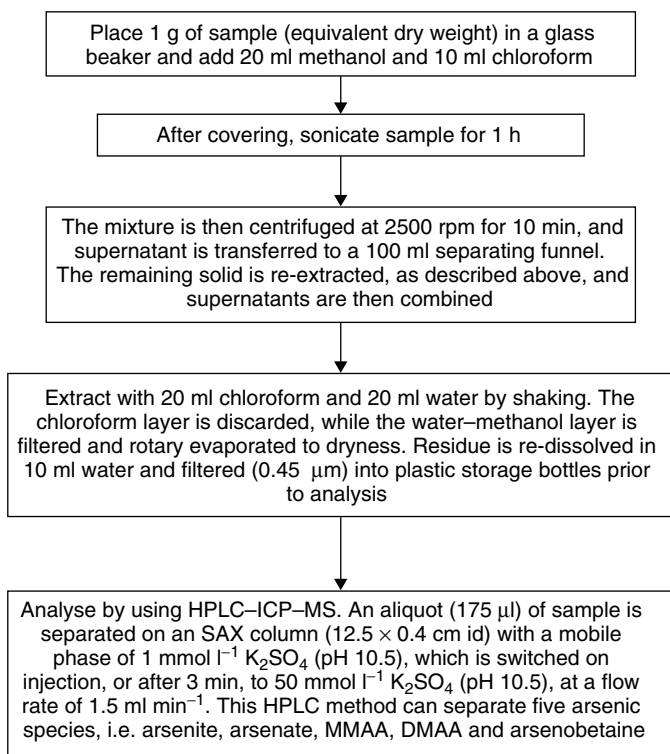 Place 1 g of sample (equivalent dry weight) in a glass
beaker and add 20 ml methanol and 10 ml chloroform
After covering, sonicate sample for 1 h
The mixture is then centrifuged at 2500 rpm for 10 min, and
supernatant is transferred to a 100 ml separating funnel.
The remaining solid is re-extracted, as described above, and
supernatants are then combined
Extract with 20 ml chloroform and 20 ml water by shaking. The
chloroform layer is discarded, while the water–methanol layer is
filtered and rotary evaporated to dryness. Residue is re-dissolved in
10 ml water and filtered (0.45 μm) into plastic storage bottles prior
to analysis
Analyse by using HPLC–ICP–MS. An aliquot (175 μl) of sample is
separated on an SAX column (12.5 × 0.4 cm id) with a mobile
phase of 1 mmol l⁻¹ K₂SO₄ (pH 10.5), which is switched on
injection, or after 3 min, to 50 mmol l⁻¹ K₂SO₄ (pH 10.5), at a flow
rate of 1.5 ml min⁻¹. This HPLC method can separate five arsenic
species, i.e. arsenite, arsenate, MMAA, DMAA and arsenobetaine